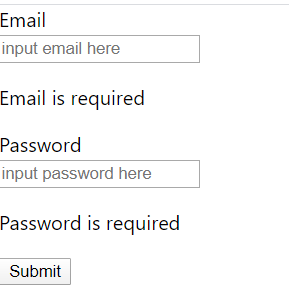 Email
input email here
Email is required
Password
input password here
Password is required
Submit